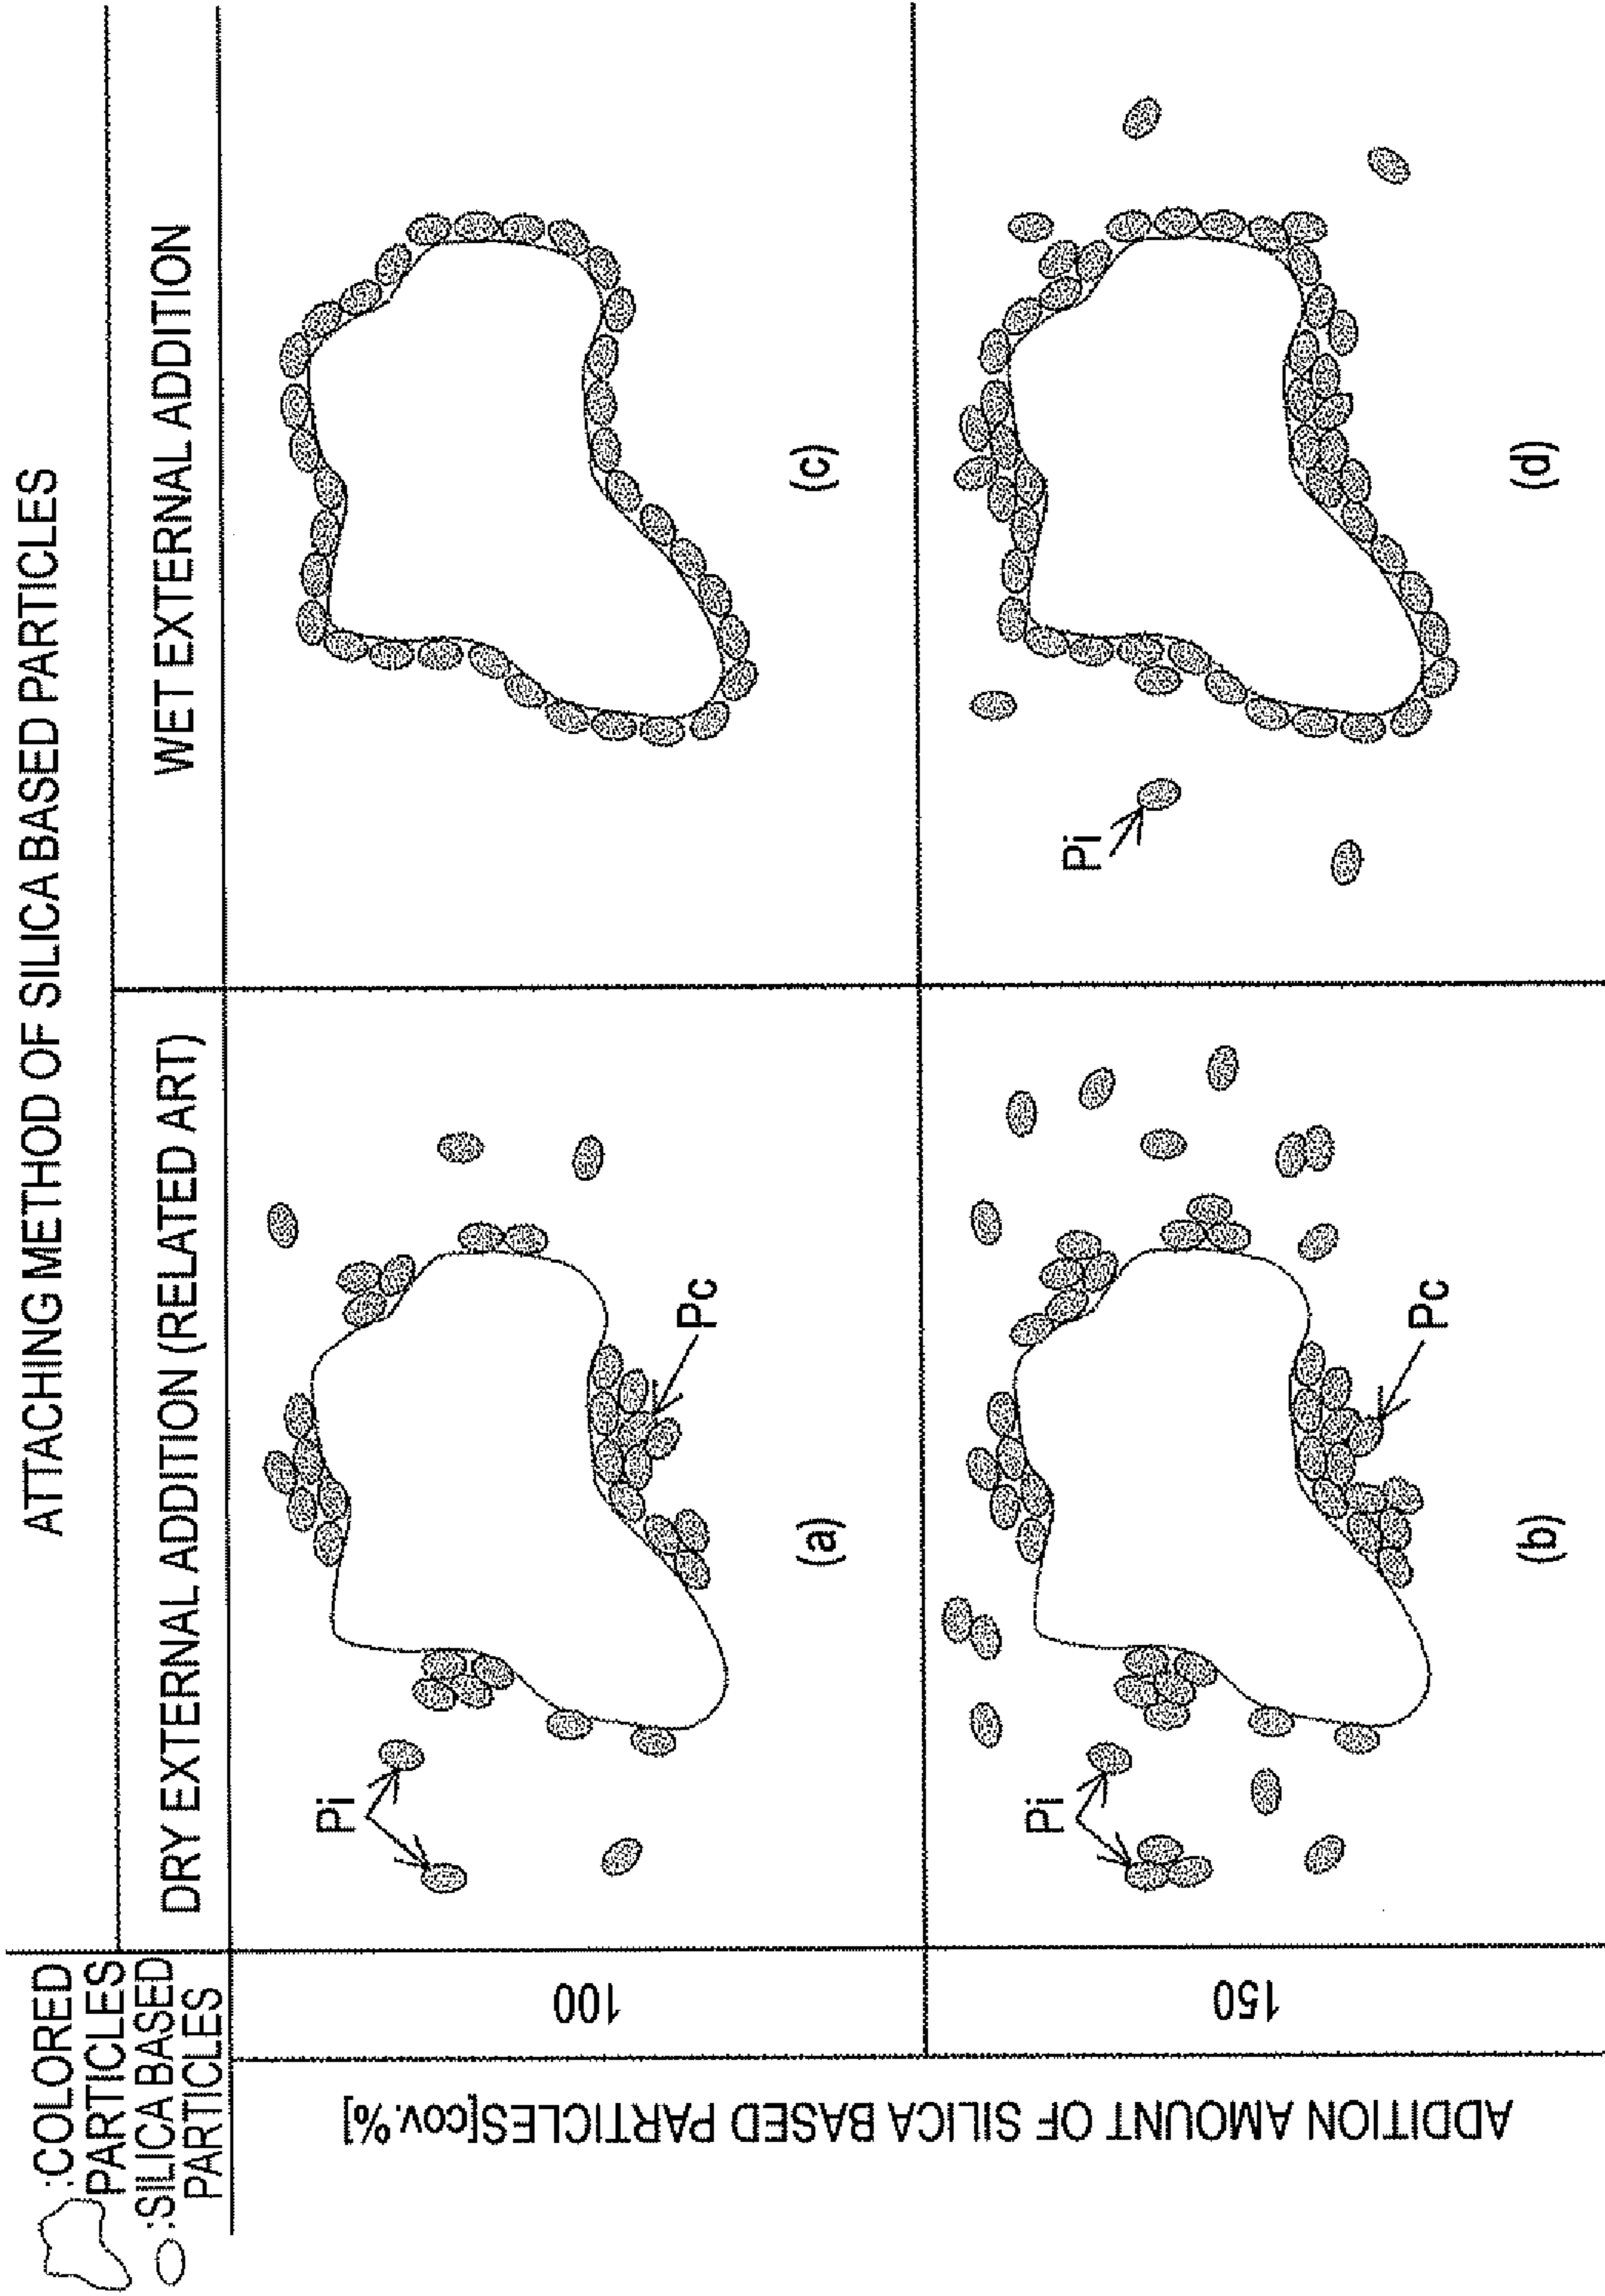 ATTACHING METHOD OF SILICA BASED PARTICLES
:COLORED
PARTICLES
:SILICA BASED
PARTICLES
DRY EXTERNAL ADDITION (RELATED ART)
WET EXTERNAL ADDITION
ADDITION AMOUNT OF SILICA BASED PARTICLES[cov.%]
100
Pi
Pc
(a)
(c)
150
Pi
Pc
(b)
Pi
(d)